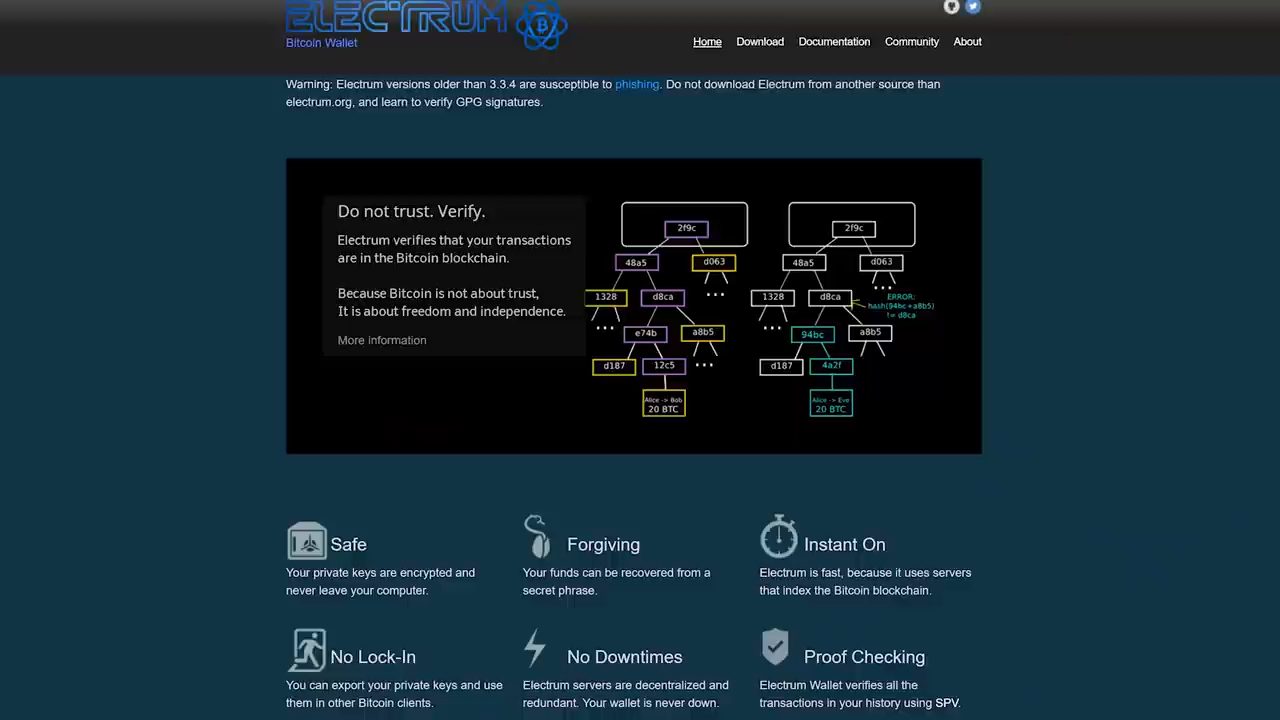 ELECTRUM
Bitcoin Wallet
Home Download Documentation Community About
Warning: Electrum versions older than 3.3.4 are susceptible to phishing. Do not download Electrum from another source than
electrum.org, and learn to verify GPG signatures.
Do not trust. Verify.
Electrum verifies that your transactions
are in the Bitcoin blockchain.
Because Bitcoin is not about trust,
It is about freedom and independence.
More information
2f9c
48a5 d063
1328 d8ca ...
... e74b a8b5
d187 12c5 ...
Alice -> Bob
20 BTC
2f9c
48a5 d063
1328 d8ca ...
ERROR:
hash(94bc+a8b5)
!= d8ca
... 94bc a8b5
d187 4a2f
Alice -> Eve
20 BTC
Safe
Your private keys are encrypted and
never leave your computer.
Forgiving
Your funds can be recovered from a
secret phrase.
Instant On
Electrum is fast, because it uses servers
that index the Bitcoin blockchain.
No Lock-In
You can export your private keys and use
them in other Bitcoin clients.
No Downtimes
Electrum servers are decentralized and
redundant. Your wallet is never down.
Proof Checking
Electrum Wallet verifies all the
transactions in your history using SPV.